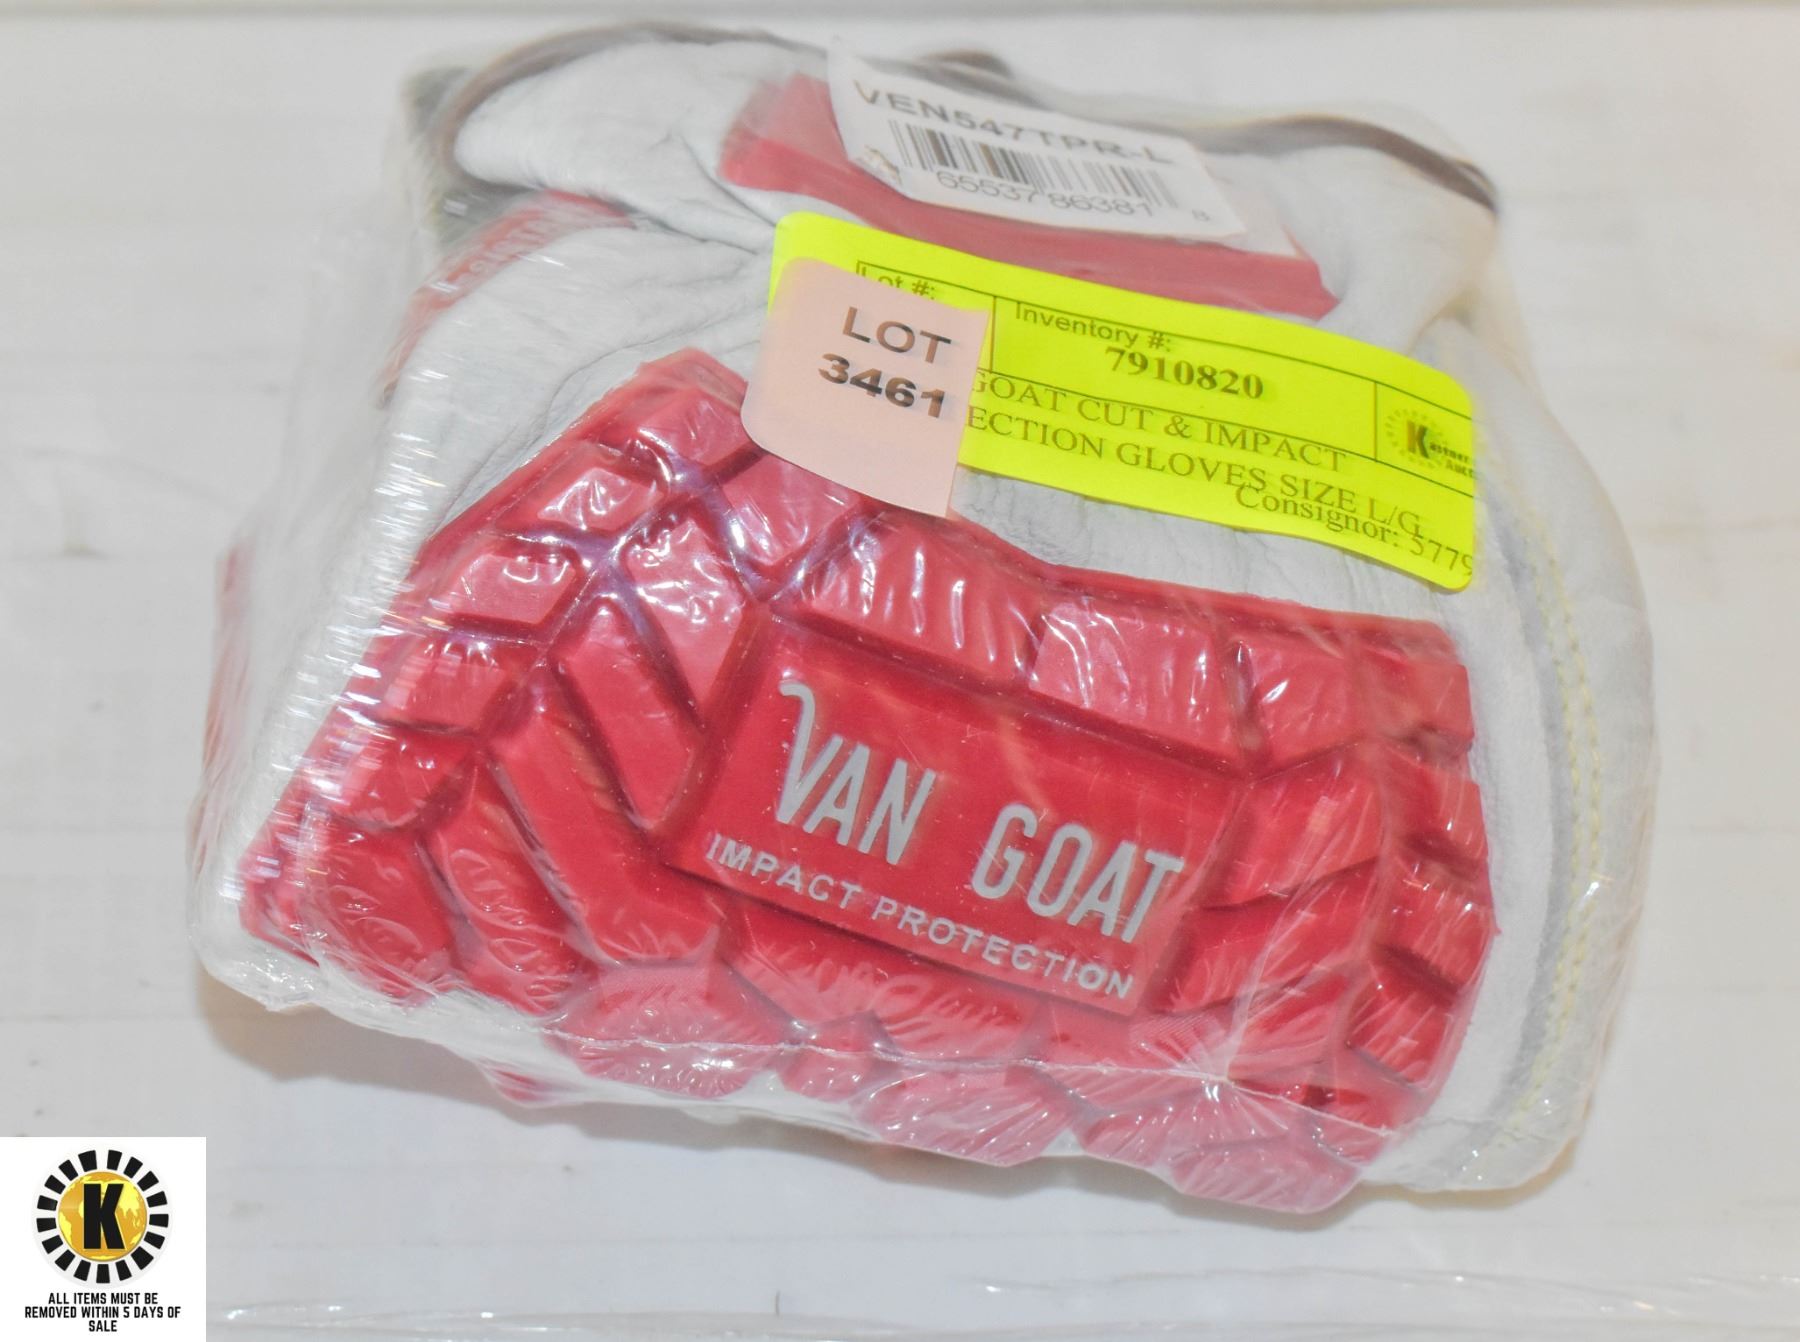 VEN547TPR-L
65537 86381 8
Lot #:
LOT
3461
Inventory #:
7910820
GOAT CUT & IMPACT
ECTION GLOVES SIZE L/G
Consignor: 5779
VAN GOAT
IMPACT PROTECTION
K
ALL ITEMS MUST BE
REMOVED WITHIN 5 DAYS OF
SALE